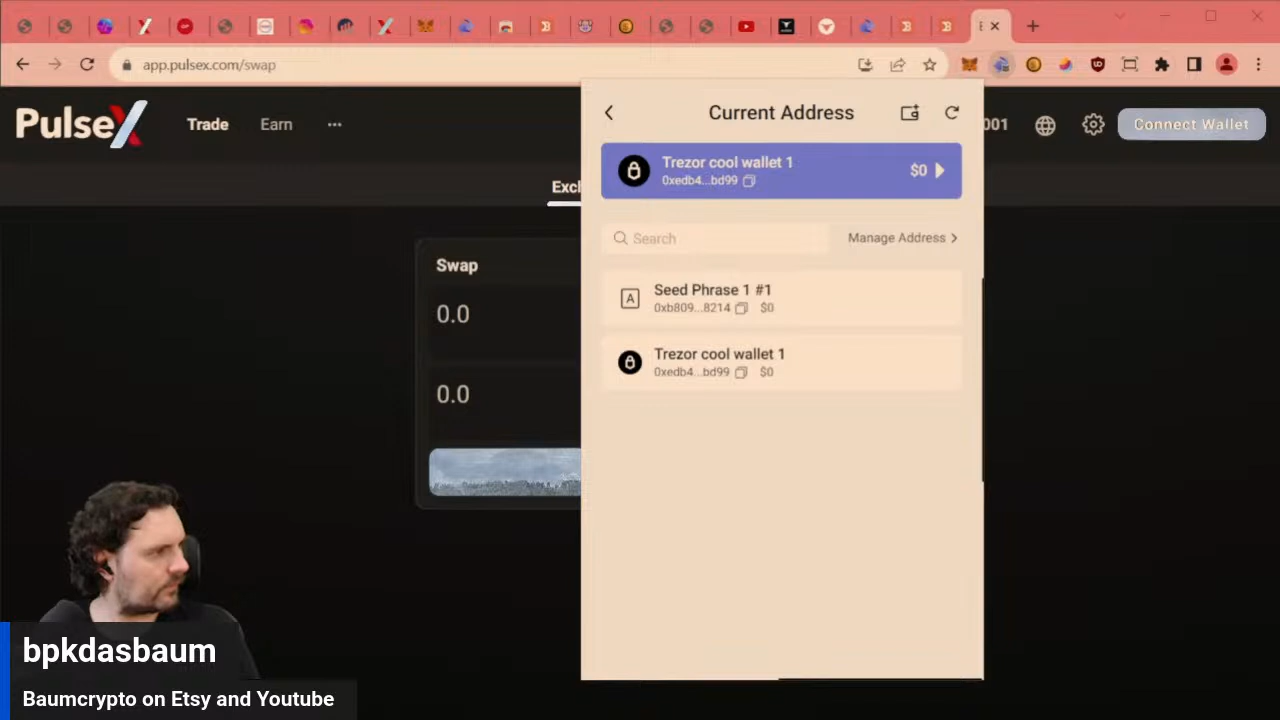 app.pulsex.com/swap
PulseX
Trade
Earn
001
Connect Wallet
Swap
0.0
0.0
Current Address
Trezor cool wallet 1
0xedb4...bd99
$0
Search
Manage Address
Seed Phrase 1 #1
0xb809...8214
$0
Trezor cool wallet 1
0xedb4...bd99
$0
bpkdasbaum
Baumcrypto on Etsy and Youtube